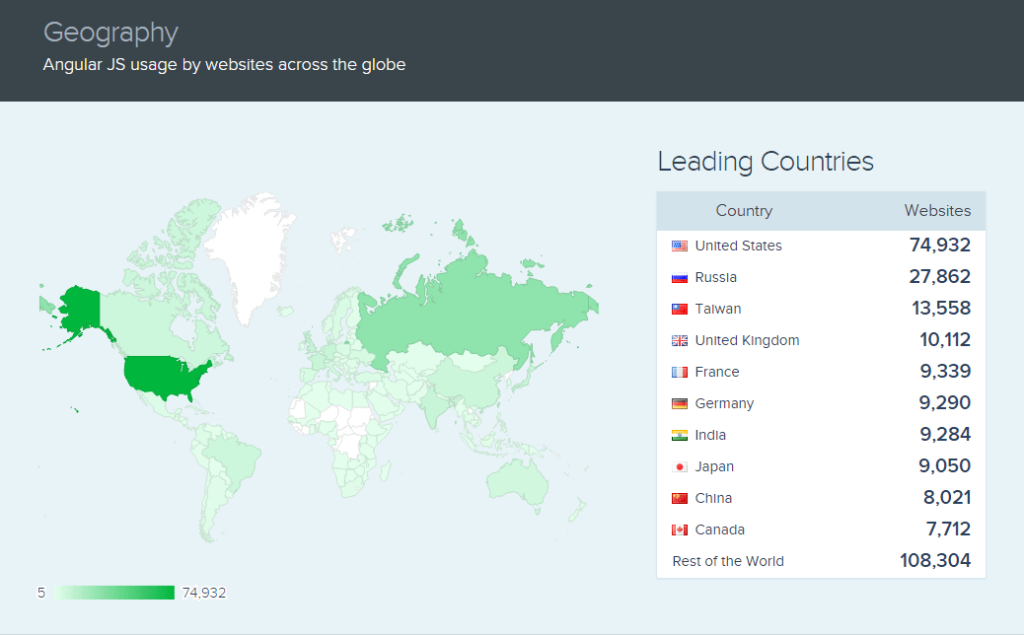 Geography
Angular JS usage by websites across the globe
Leading Countries
Country Websites
United States 74,932
Russia 27,862
Taiwan 13,558
United Kingdom 10,112
France 9,339
Germany 9,290
India 9,284
Japan 9,050
China 8,021
Canada 7,712
Rest of the World 108,304
5 74,932